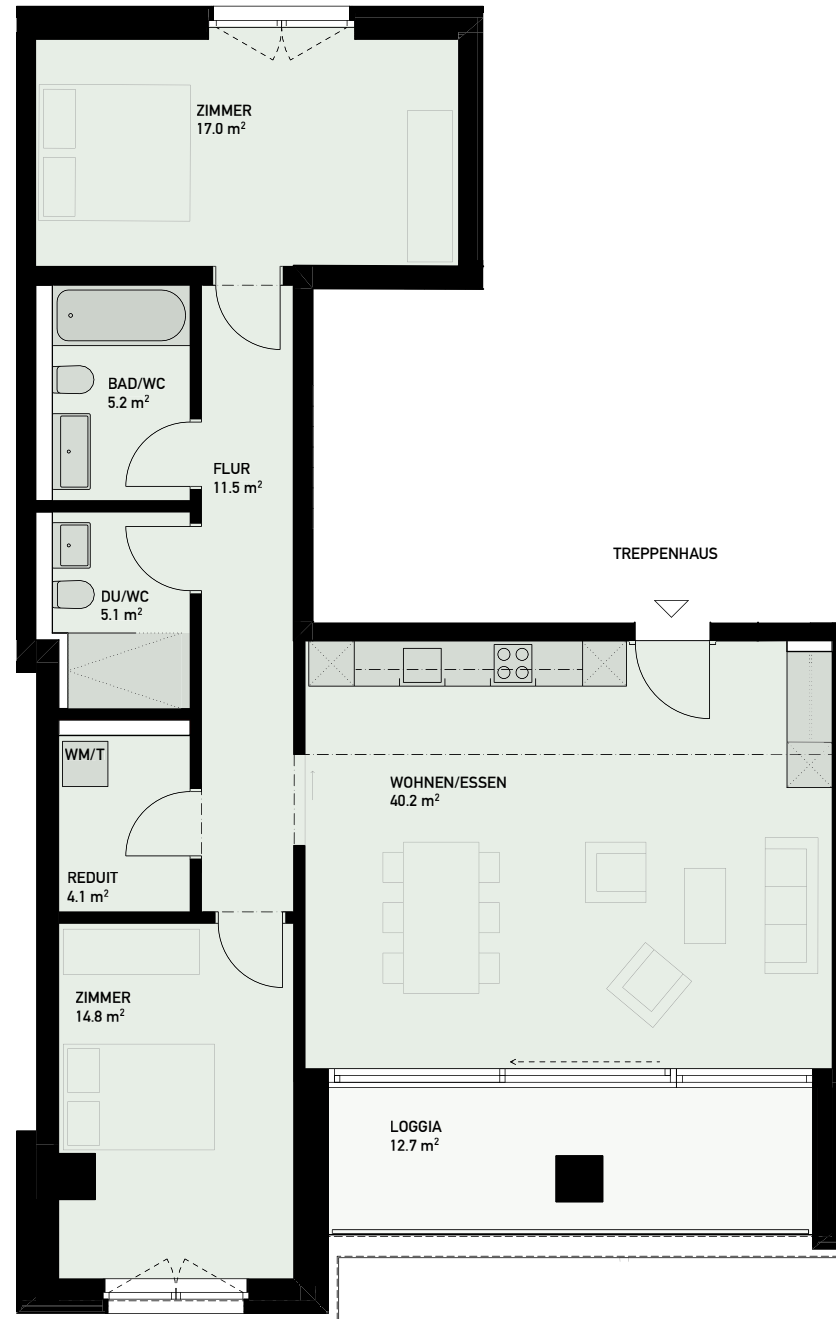 ZIMMER
17.0 m²
BAD/WC
5.2 m²
FLUR
11.5 m²
TREPPENHAUS
DU/WC
5.1 m²
WM/T
WOHNEN/ESSEN
40.2 m²
REDUIT
4.1 m²
ZIMMER
14.8 m²
LOGGIA
12.7 m²